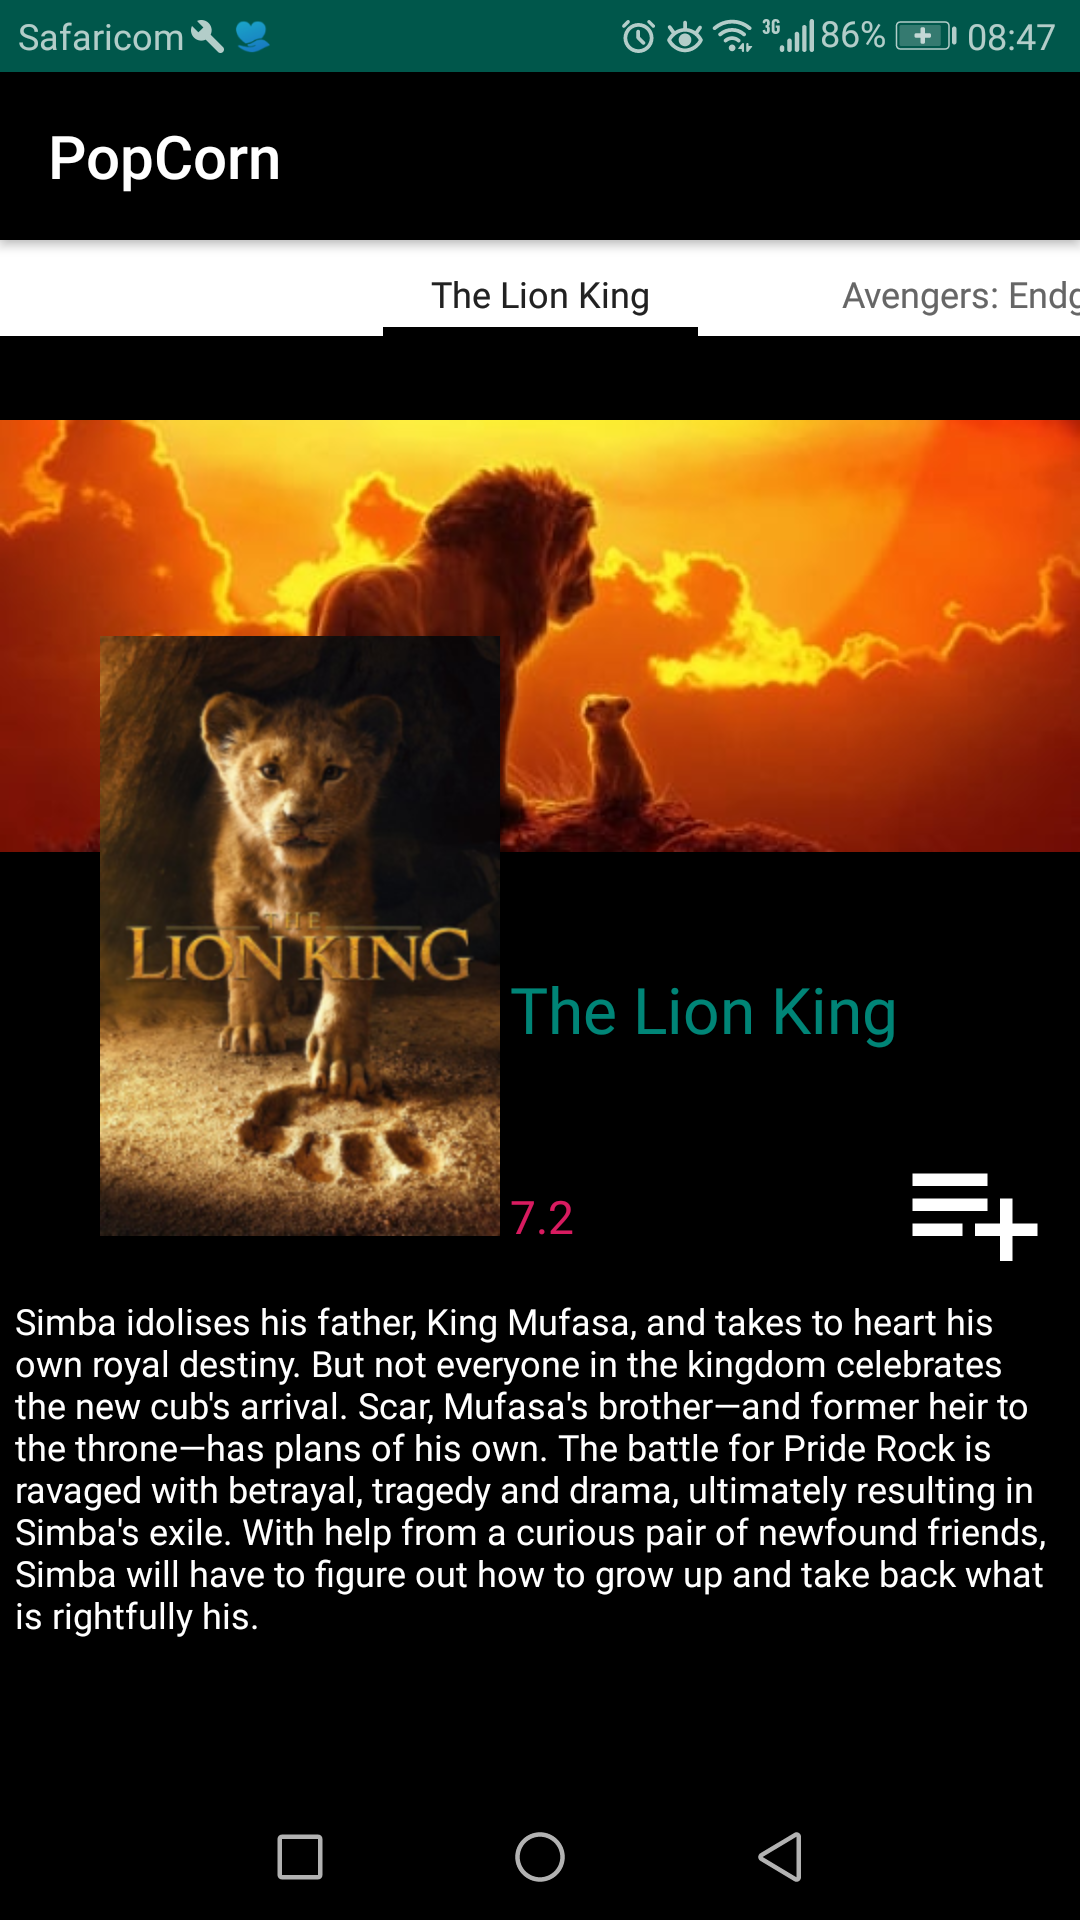 Safaricom 3G 86% 08:47
PopCorn
The Lion King Avengers: Endg
THE
LION KING
The Lion King
7.2
Simba idolises his father, King Mufasa, and takes to heart his
own royal destiny. But not everyone in the kingdom celebrates
the new cub's arrival. Scar, Mufasa's brother—and former heir to
the throne—has plans of his own. The battle for Pride Rock is
ravaged with betrayal, tragedy and drama, ultimately resulting in
Simba's exile. With help from a curious pair of newfound friends,
Simba will have to figure out how to grow up and take back what
is rightfully his.